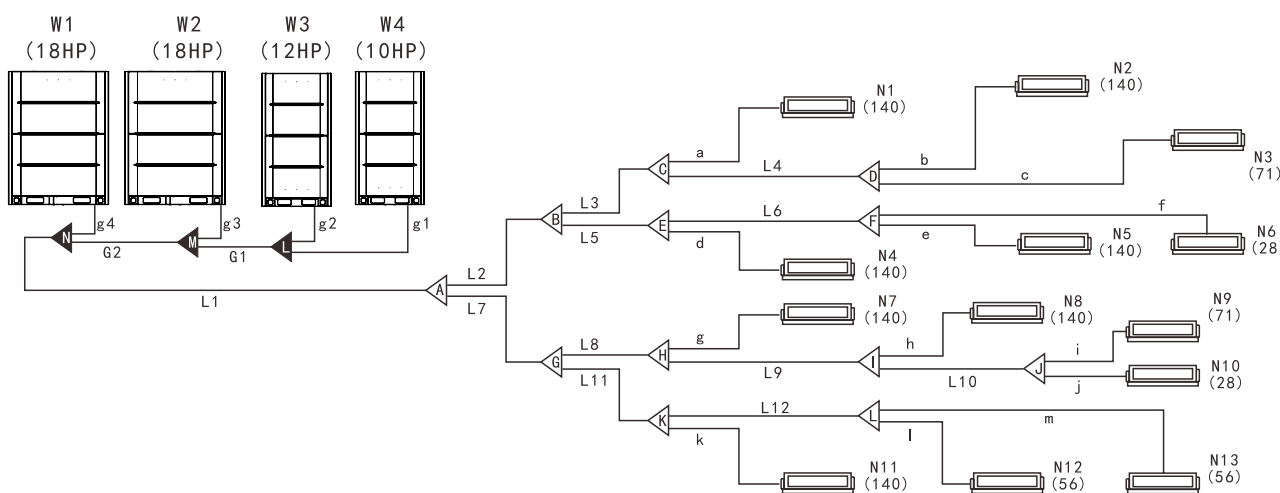 W1
(18HP)
W2
(18HP)
W3
(12HP)
W4
(10HP)
g4
g3
g2
g1
N
M
L
G2
G1
L1
A
L2
L7
B
L3
L5
C
a
L4
N1
(140)
D
b
c
N2
(140)
N3
(71)
E
L6
d
F
f
e
N4
(140)
N5
(140)
N6
(28)
G
L8
L11
H
g
L9
N7
(140)
I
h
L10
N8
(140)
J
i
j
N9
(71)
N10
(28)
K
L12
k
L
m
l
N11
(140)
N12
(56)
N13
(56)